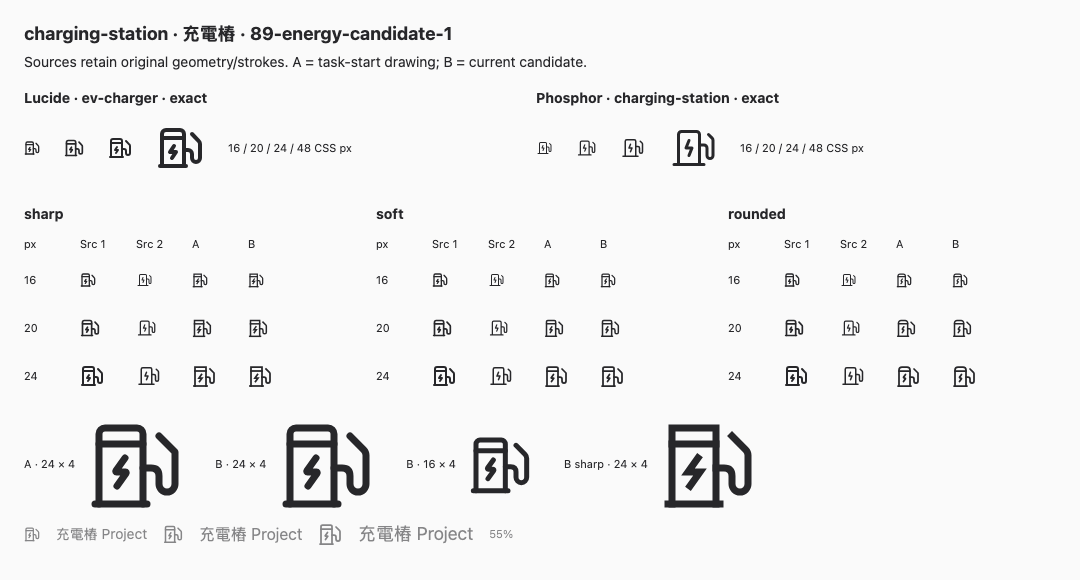 charging-station · 充電樁 · 89-energy-candidate-1
Sources retain original geometry/strokes. A = task-start drawing; B = current candidate.
Lucide · ev-charger · exact
Phosphor · charging-station · exact
16 / 20 / 24 / 48 CSS px
16 / 20 / 24 / 48 CSS px
sharp
soft
rounded
px Src 1 Src 2 A B
px Src 1 Src 2 A B
px Src 1 Src 2 A B
16
16
16
20
20
20
24
24
24
A · 24 × 4
B · 24 × 4
B · 16 × 4
B sharp · 24 × 4
充電樁 Project
充電樁 Project
充電樁 Project
55%